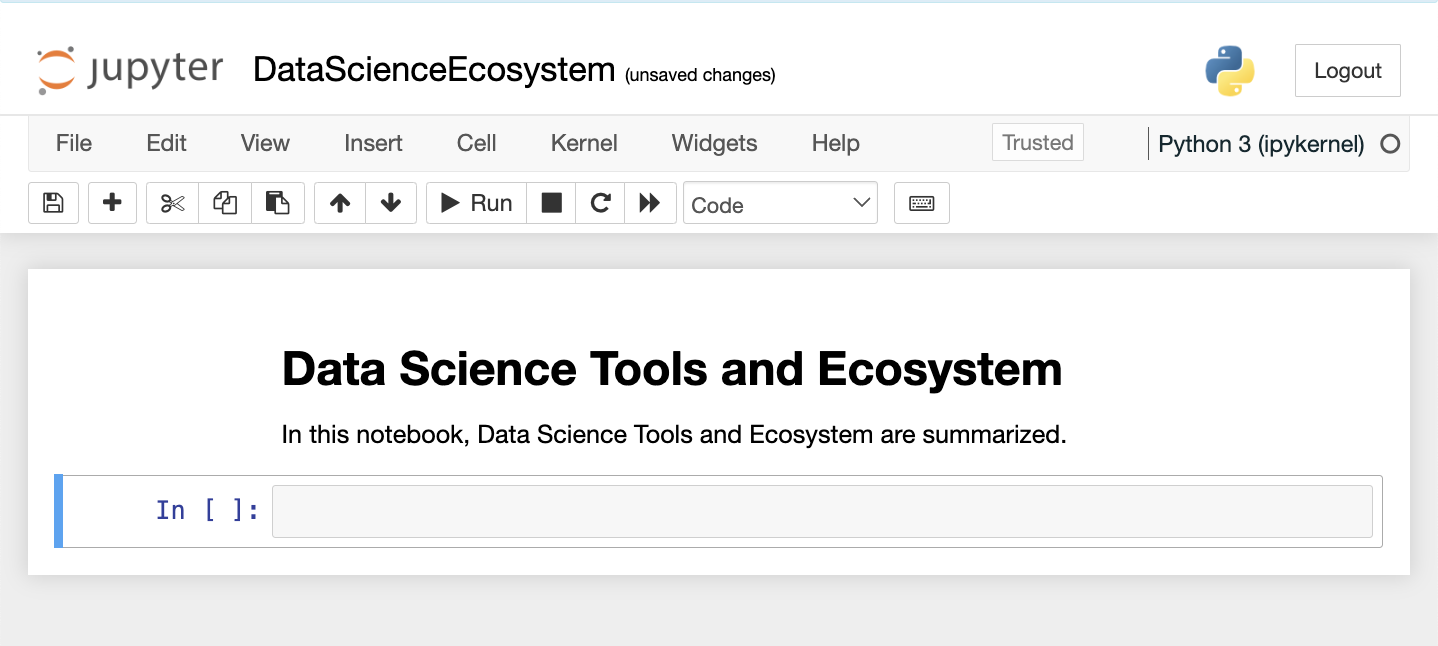 jupyter DataScienceEcosystem (unsaved changes) Logout
File Edit View Insert Cell Kernel Widgets Help Trusted Python 3 (ipykernel)
Run Code
Data Science Tools and Ecosystem
In this notebook, Data Science Tools and Ecosystem are summarized.
In [ ]: